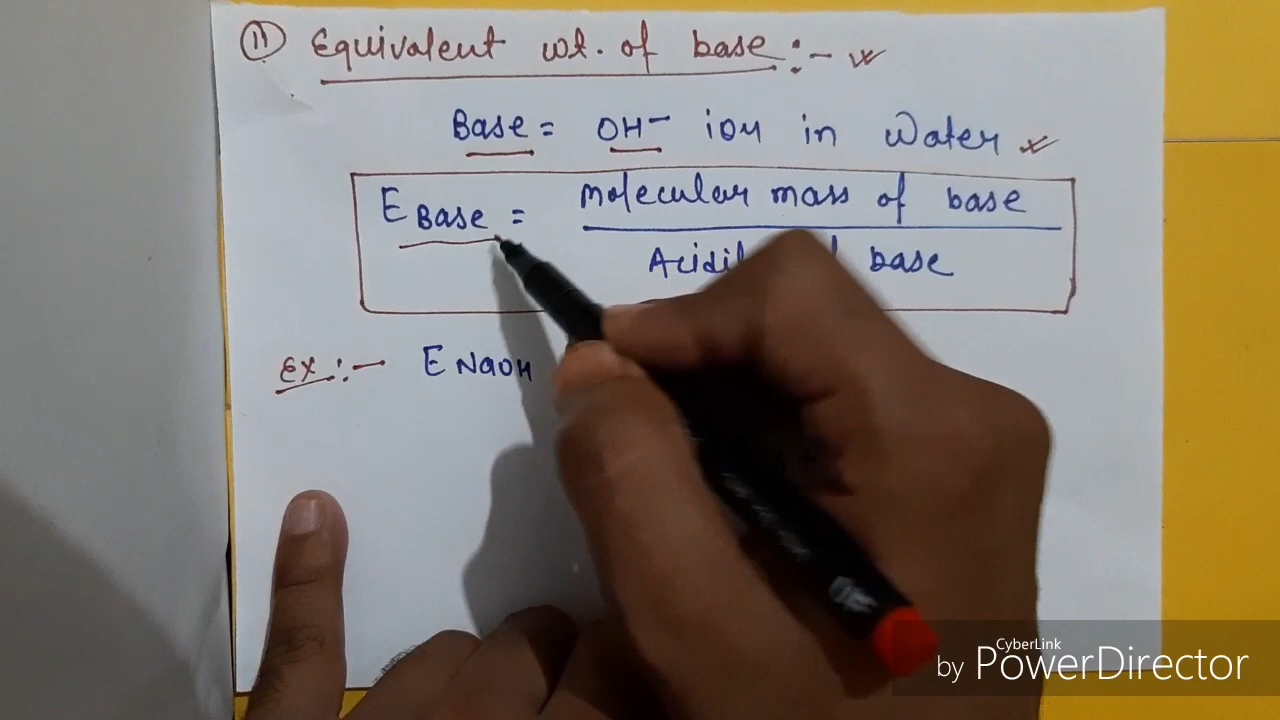 11 Equivalent wt. of base :-
Base = OH⁻ ion in Water
E Base = molecular mass of base
base
Ex :- E NaOH
CyberLink
by PowerDirector